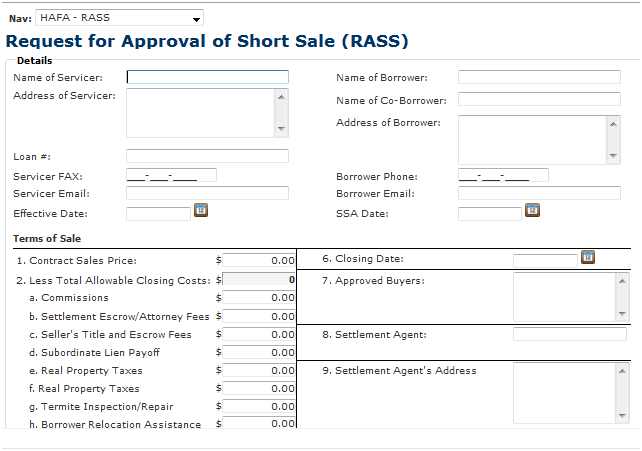 Nav: HAFA - RASS
Request for Approval of Short Sale (RASS)
Details
Name of Servicer:
Address of Servicer:
Loan #:
Servicer FAX: ___-___-____
Servicer Email:
Effective Date:
Name of Borrower:
Name of Co-Borrower:
Address of Borrower:
Borrower Phone: ___-___-____
Borrower Email:
SSA Date:
Terms of Sale
1. Contract Sales Price: $ 0.00
2. Less Total Allowable Closing Costs: $ 0
a. Commissions $ 0.00
b. Settlement Escrow/Attorney Fees $ 0.00
c. Seller's Title and Escrow Fees $ 0.00
d. Subordinate Lien Payoff $ 0.00
e. Real Property Taxes $ 0.00
f. Real Property Taxes $ 0.00
g. Termite Inspection/Repair $ 0.00
h. Borrower Relocation Assistance $ 0.00
6. Closing Date:
7. Approved Buyers:
8. Settlement Agent:
9. Settlement Agent's Address